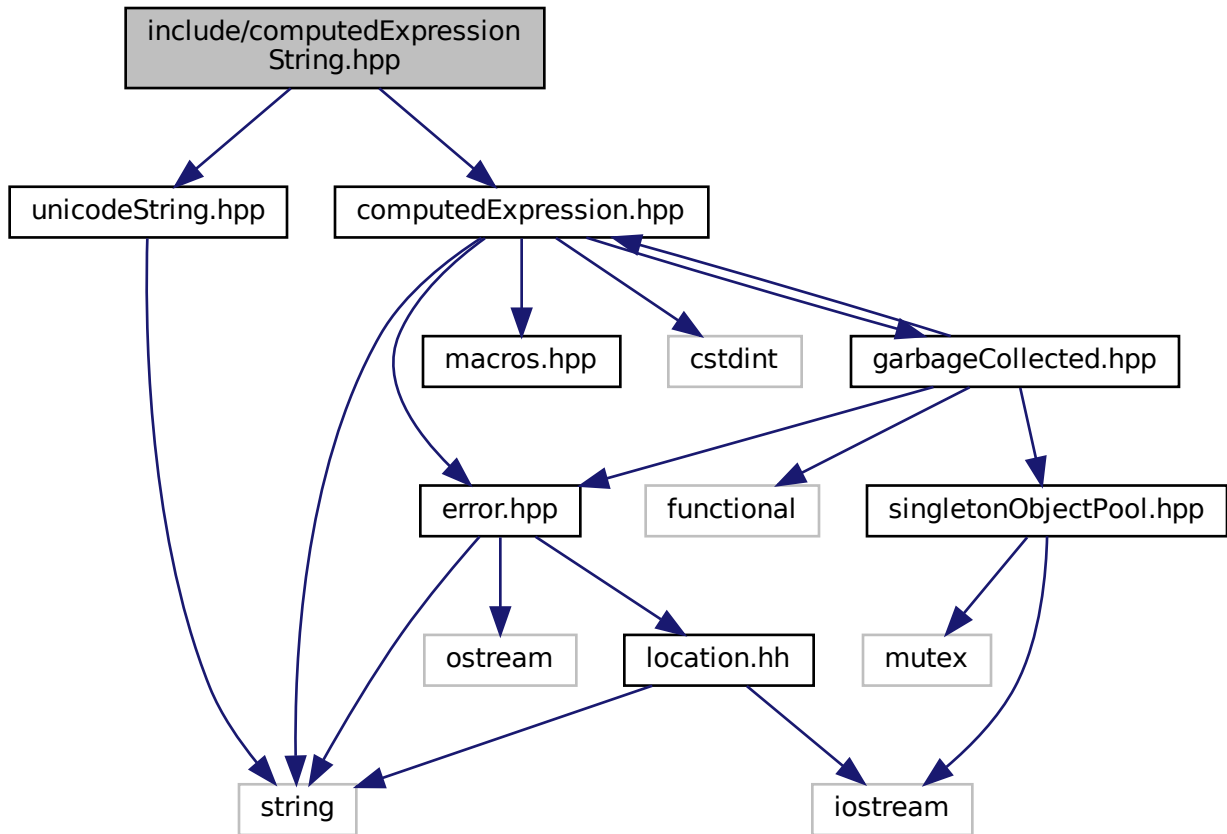 include/computedExpression
String.hpp
unicodeString.hpp
computedExpression.hpp
macros.hpp
cstdint
garbageCollected.hpp
error.hpp
functional
singletonObjectPool.hpp
ostream
location.hh
mutex
string
iostream